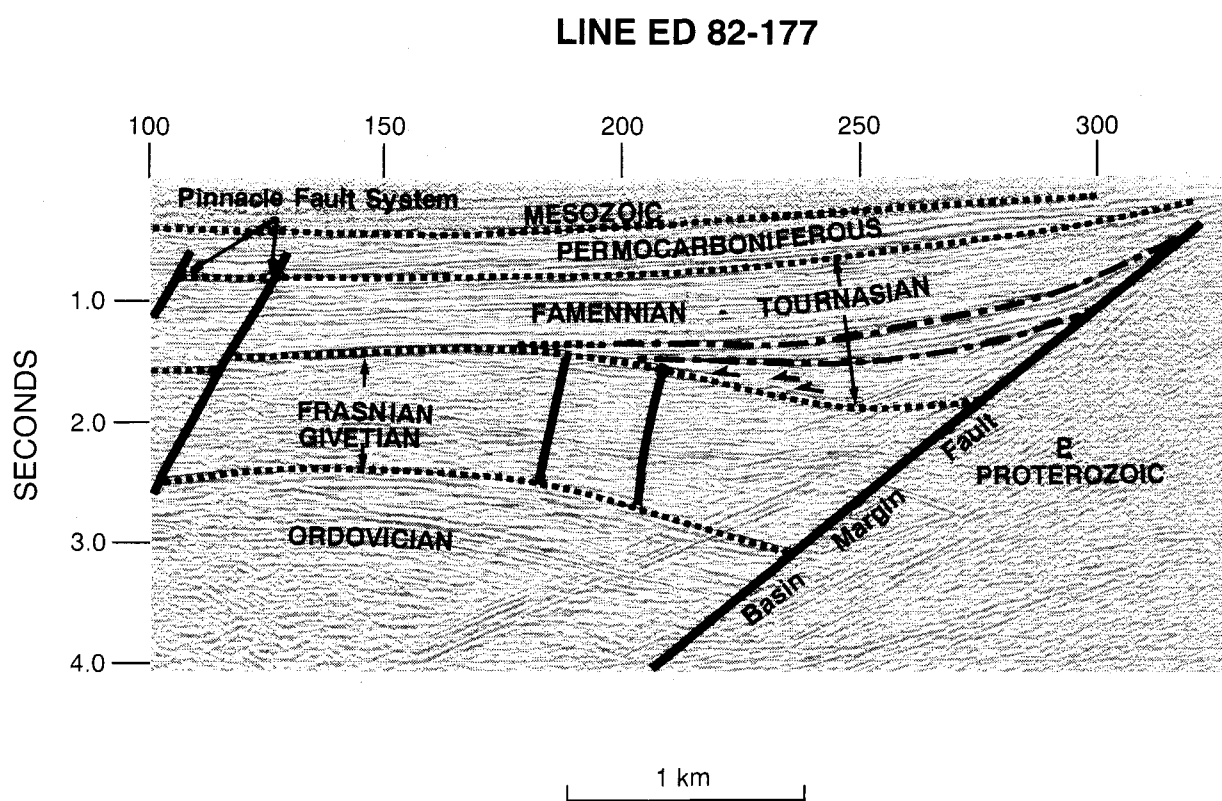 LINE ED 82-177
100 150 200 250 300
Pinnacle Fault System
MESOZOIC
PERMOCARBONIFEROUS
1.0
FAMENNIAN - TOURNASIAN
SECONDS
FRASNIAN
GIVETIAN
2.0
PROTEROZOIC
ORDOVICIAN
3.0
Basin Margin Fault
4.0
1 km